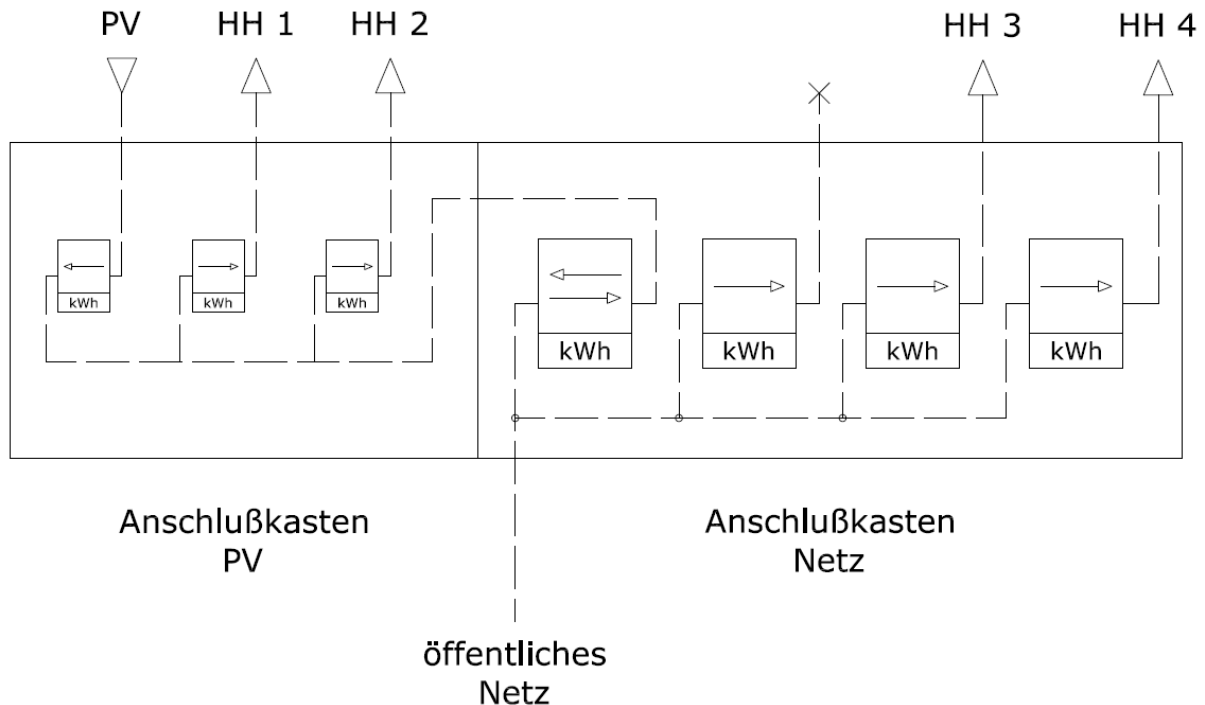 PV
HH 1
HH 2
HH 3
HH 4
kWh
kWh
kWh
kWh
kWh
kWh
kWh
Anschlußkasten
PV
Anschlußkasten
Netz
öffentliches
Netz